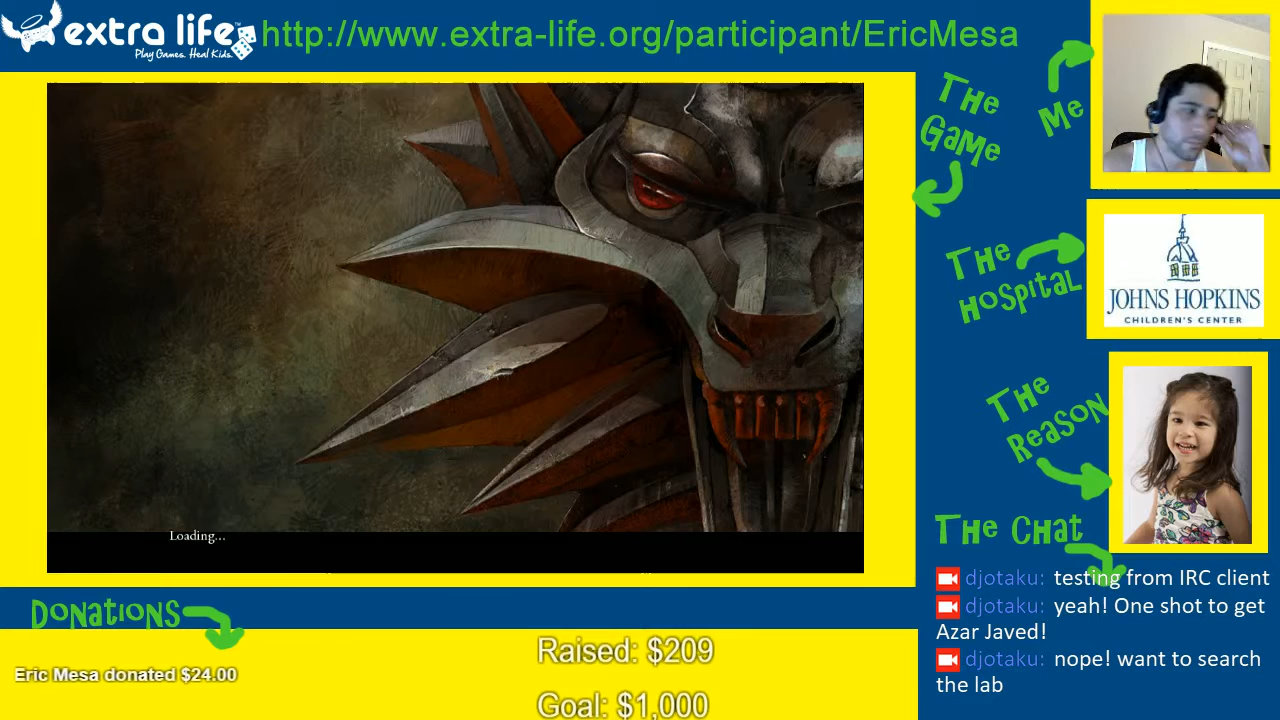 extra life
Play Games. Heal Kids.
http://www.extra-life.org/participant/EricMesa
Me
The
Game
The
Hospital
JOHNS HOPKINS
CHILDREN'S CENTER
The
Reason
Loading...
The Chat
djotaku: testing from IRC client
djotaku: yeah! One shot to get
Azar Javed!
djotaku: nope! want to search
the lab
Donations
Eric Mesa donated $24.00
Raised: $209
Goal: $1,000